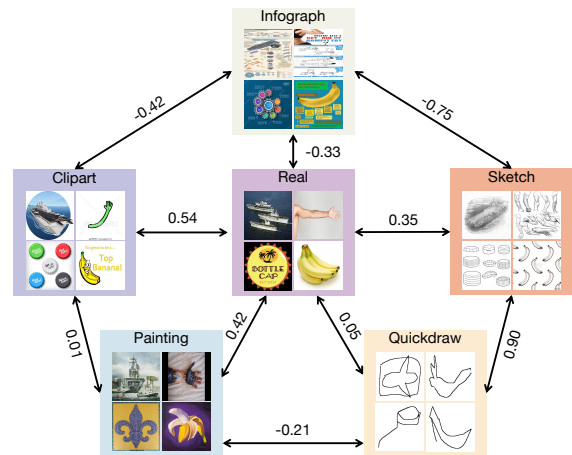 Infograph
-0.42
-0.75
-0.33
Clipart
Real
Sketch
Top
Banana!
BOTTLE
CAP
0.54
0.35
0.01
0.42
0.05
0.90
Painting
Quickdraw
-0.21